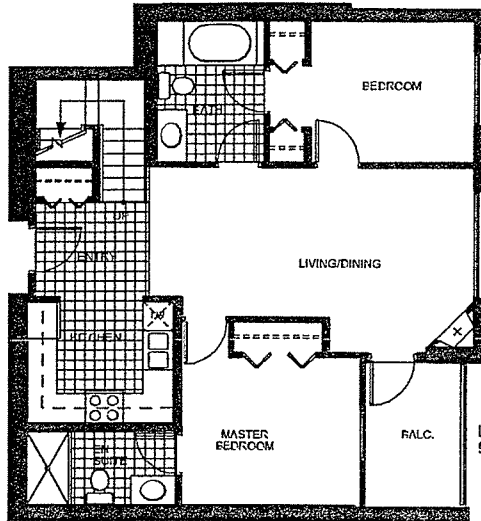 BEDROOM
BATH
UP
ENTRY
LIVING/DINING
KITCHEN
MASTER
BEDROOM
BALC.
EN
SUITE